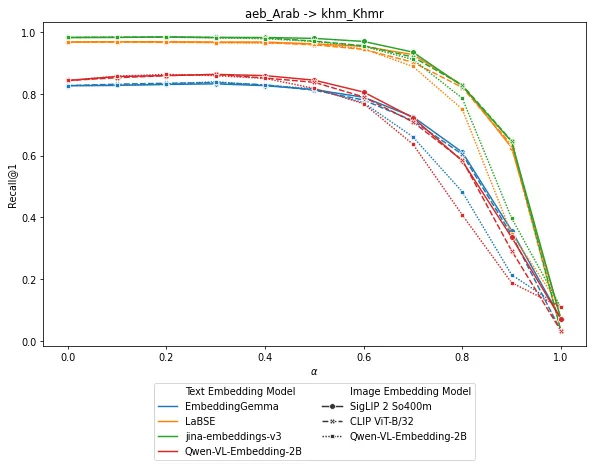 aeb_Arab -> khm_Khmr
Recall@1
1.0
0.8
0.6
0.4
0.2
0.0
0.0 0.2 0.4 0.6 0.8 1.0
α
Text Embedding Model
EmbeddingGemma
LaBSE
jina-embeddings-v3
Qwen-VL-Embedding-2B
Image Embedding Model
SigLIP 2 So400m
CLIP ViT-B/32
Qwen-VL-Embedding-2B